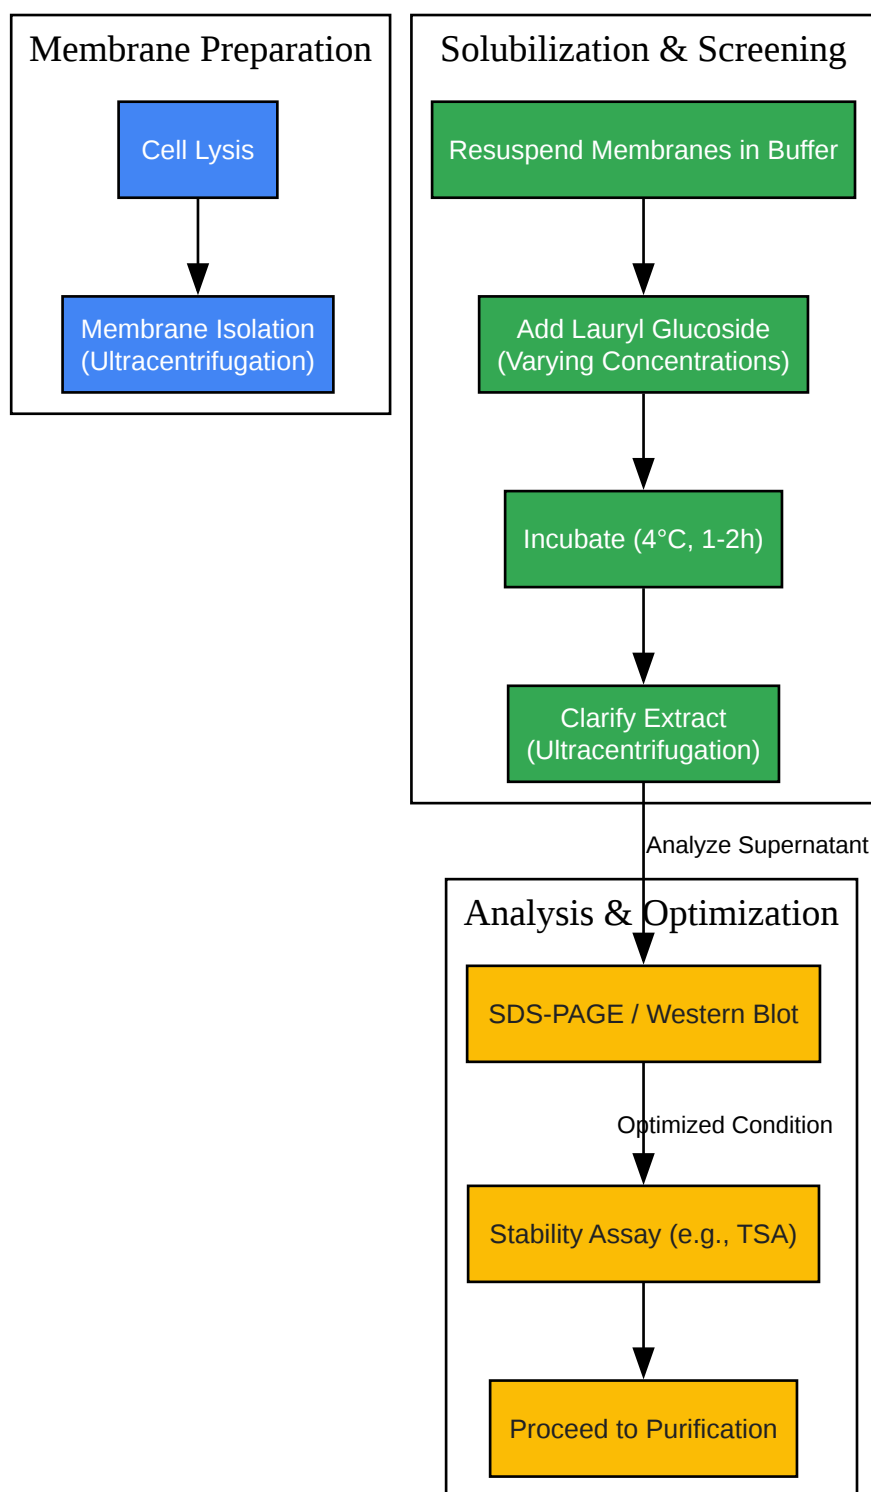 Membrane Preparation
Cell Lysis
Membrane Isolation
(Ultracentrifugation)
Solubilization & Screening
Resuspend Membranes in Buffer
Add Lauryl Glucoside
(Varying Concentrations)
Incubate (4°C, 1-2h)
Clarify Extract
(Ultracentrifugation)
Analyze Supernatant
Analysis & Optimization
SDS-PAGE / Western Blot
Optimized Condition
Stability Assay (e.g., TSA)
Proceed to Purification